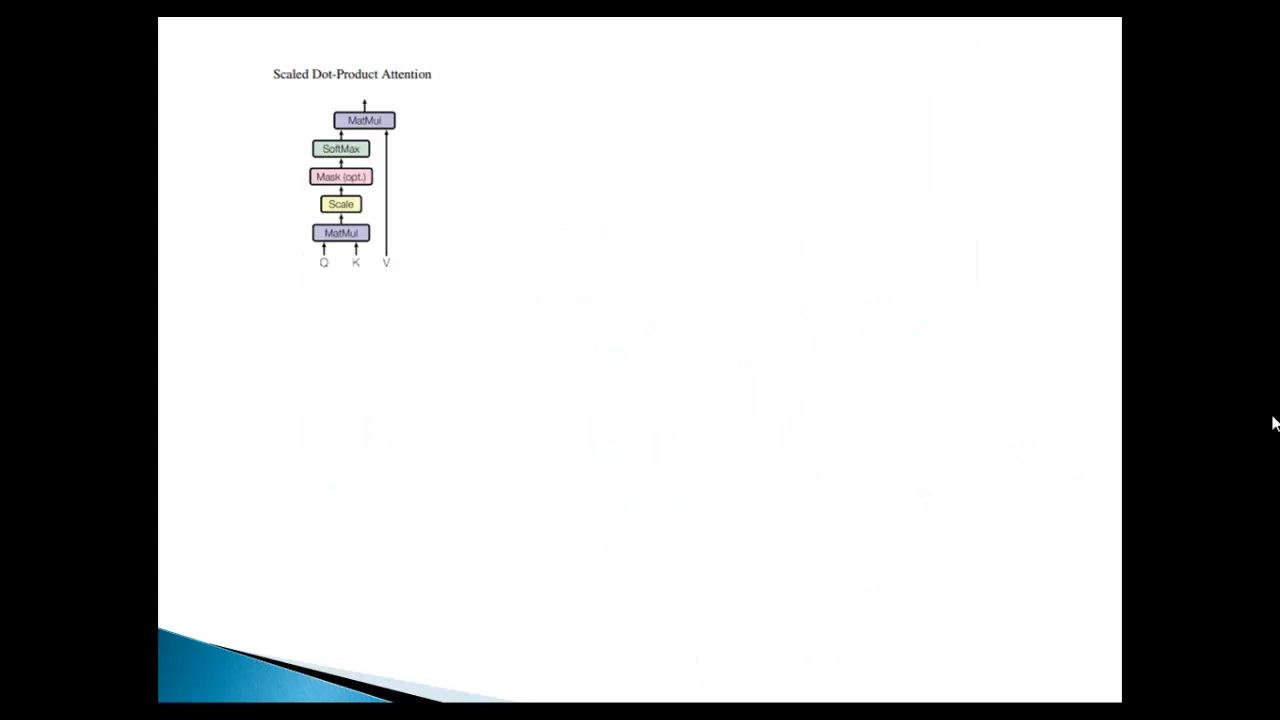 Scaled Dot-Product Attention
MatMul
SoftMax
Mask (opt.)
Scale
MatMul
Q K V